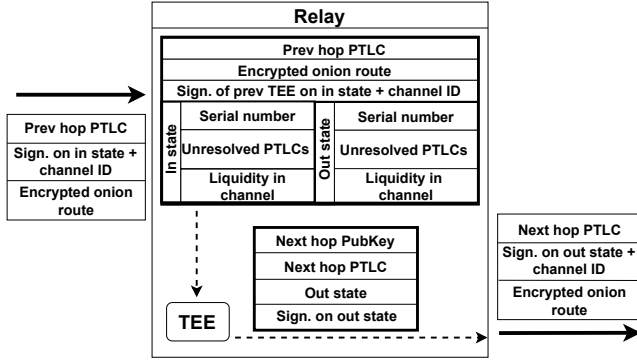 Relay
Prev hop PTLC
Encrypted onion route
Sign. of prev TEE on in state + channel ID
In state
Serial number
Unresolved PTLCs
Liquidity in
channel
Out state
Serial number
Unresolved PTLCs
Liquidity in
channel
Prev hop PTLC
Sign. on in state +
channel ID
Encrypted onion
route
Next hop PubKey
Next hop PTLC
Out state
Sign. on out state
TEE
Next hop PTLC
Sign. on out state +
channel ID
Encrypted onion
route